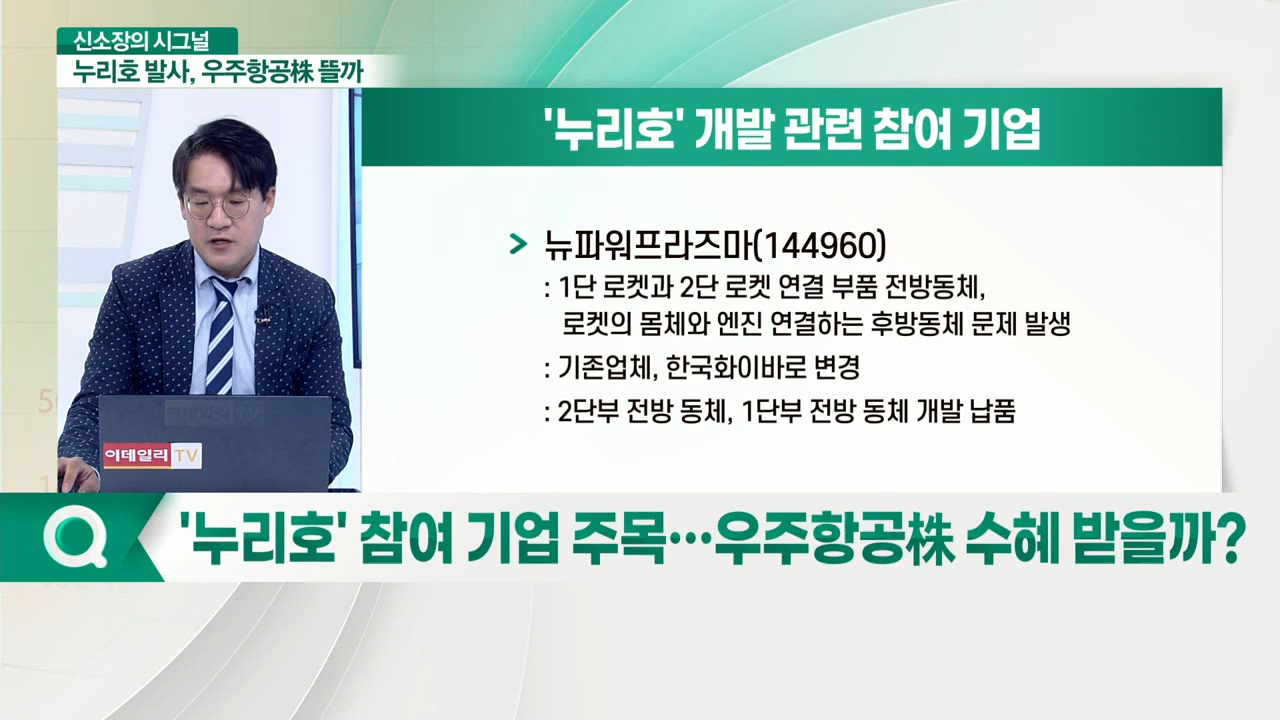 신소장의 시그널
누리호 발사, 우주항공株 뜰까
'누리호' 개발 관련 참여 기업
> 뉴파워프라즈마(144960)
: 1단 로켓과 2단 로켓 연결 부품 전방동체,
로켓의 몸체와 엔진 연결하는 후방동체 문제 발생
: 기존업체, 한국화이바로 변경
: 2단부 전방 동체, 1단부 전방 동체 개발 납품
이데일리 TV
이데일리 TV
'누리호' 참여 기업 주목…우주항공株 수혜 받을까?